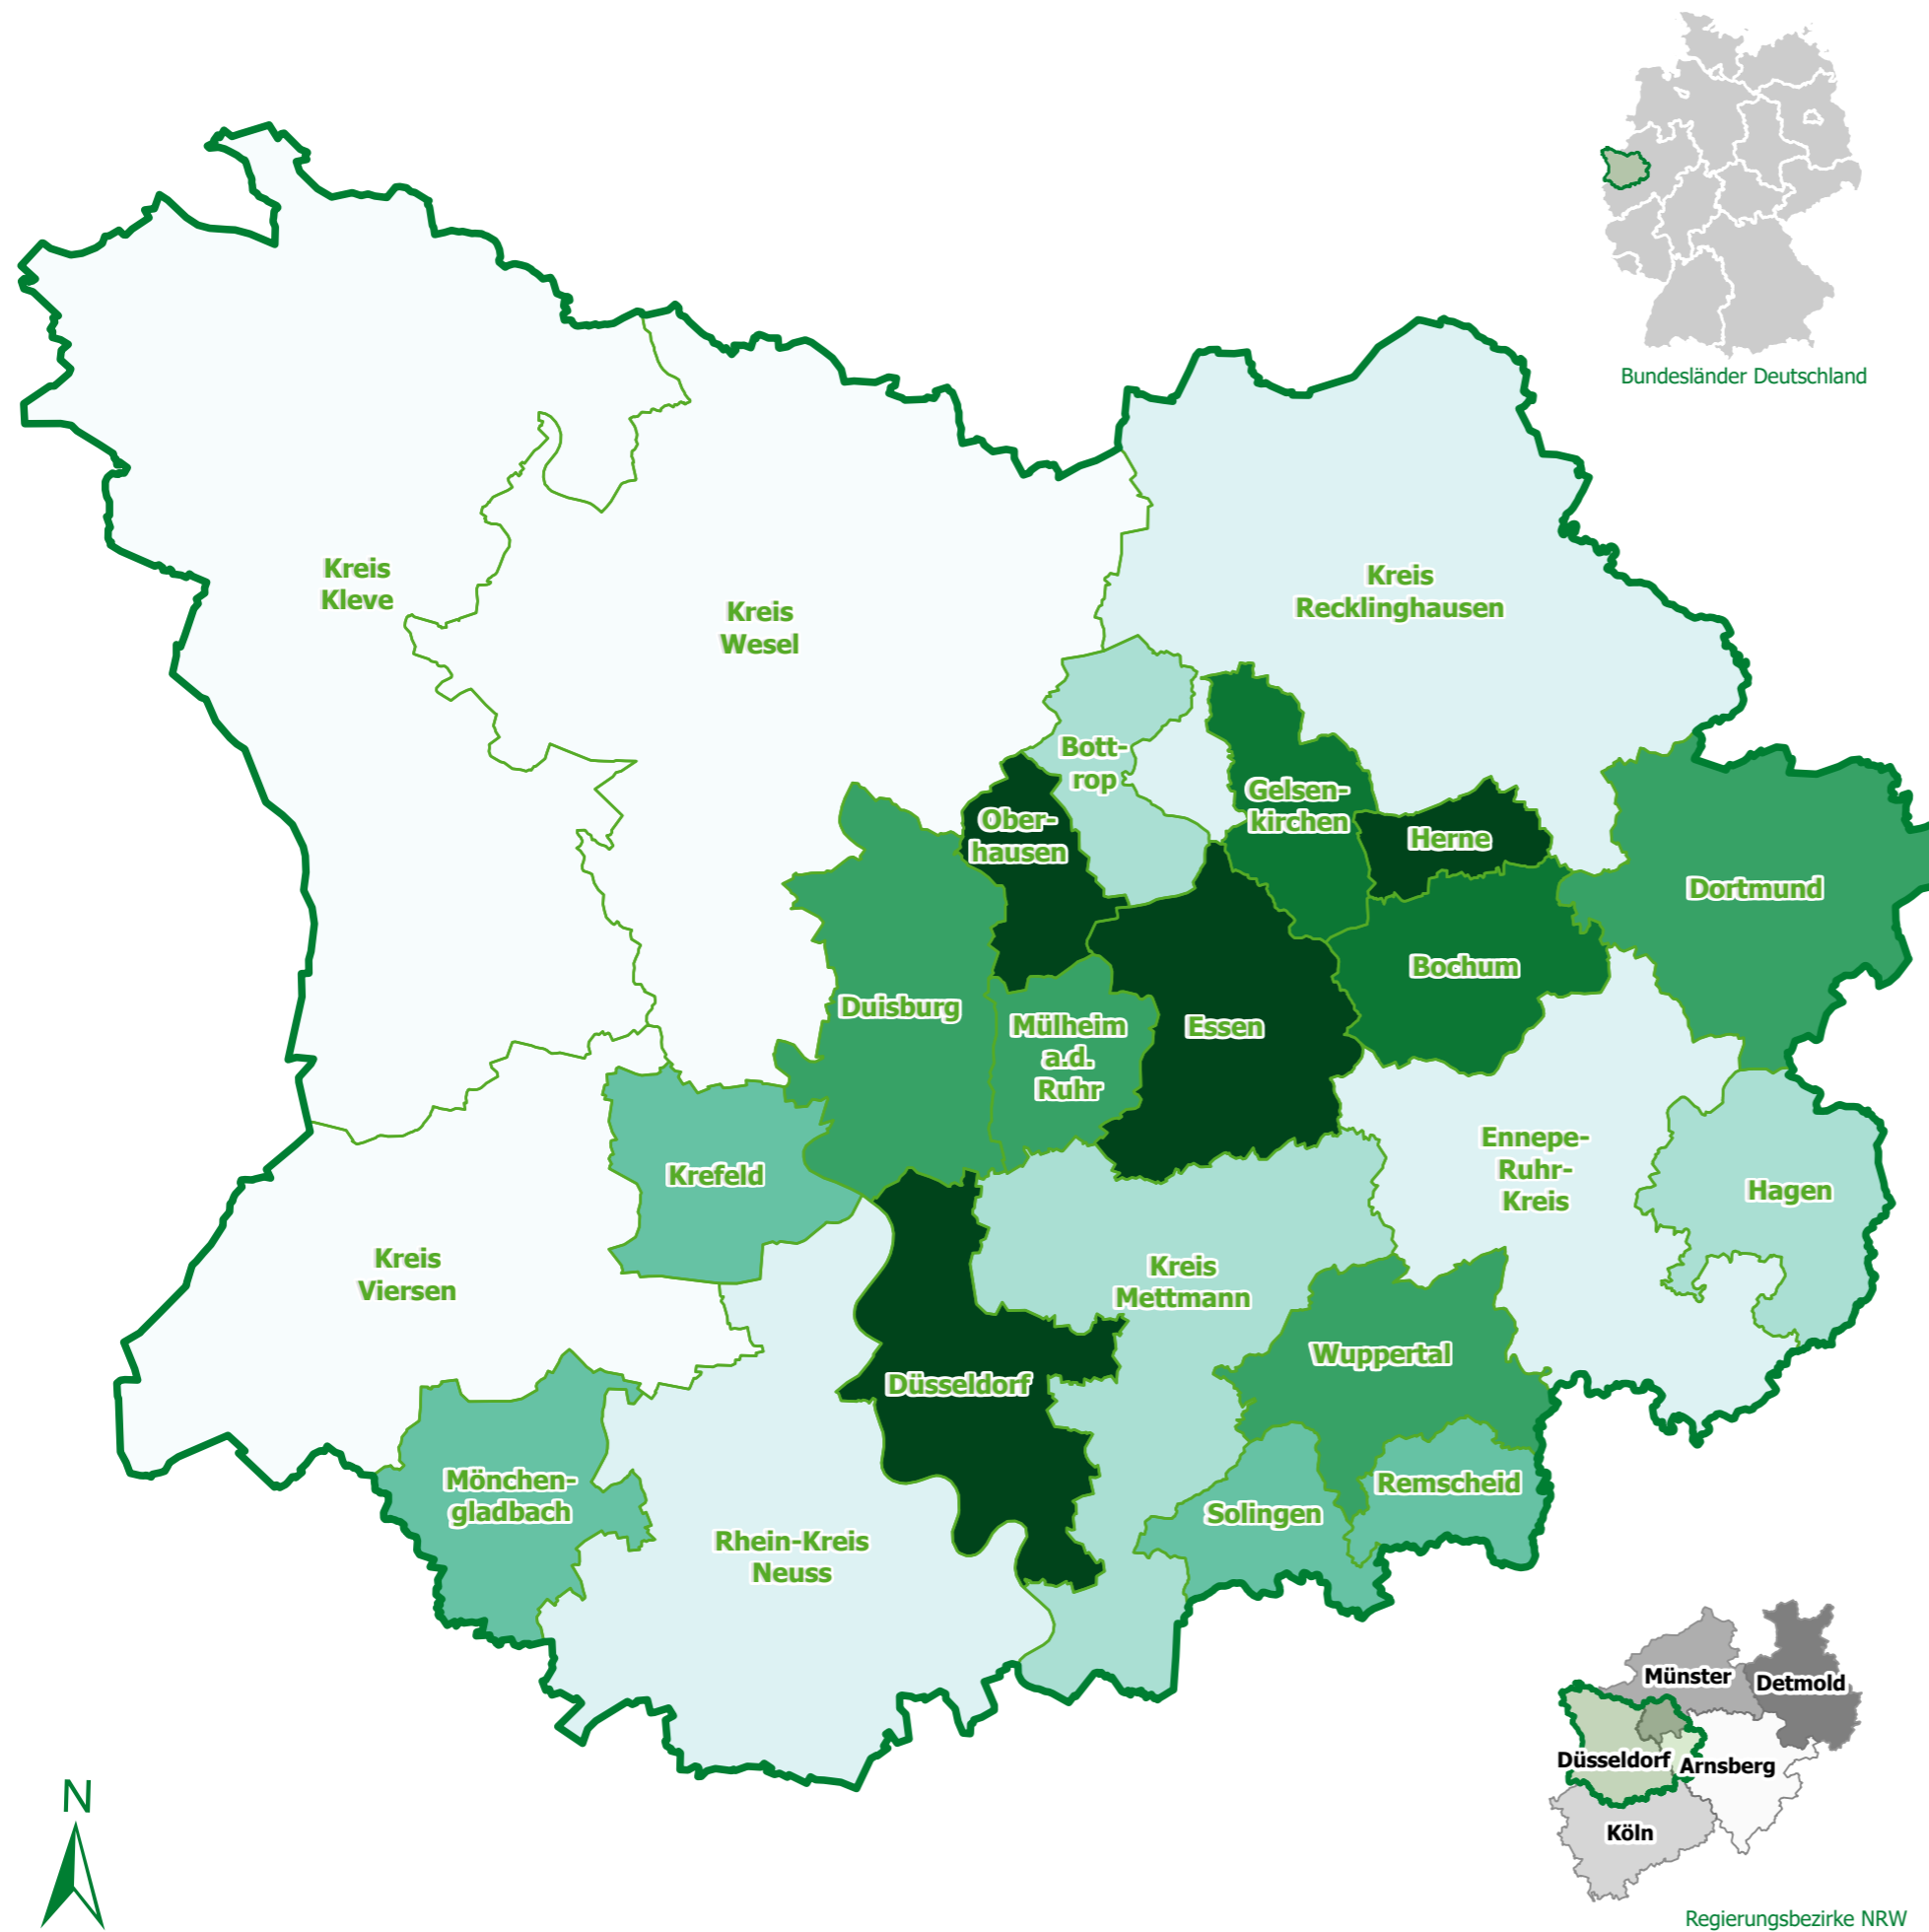 Bundesländer Deutschland
Kreis
Kleve
Kreis
Wesel
Kreis
Recklinghausen
Bott-
rop
Gelsen-
kirchen
Ober-
hausen
Herne
Dortmund
Bochum
Duisburg
Mülheim
a.d.
Ruhr
Essen
Ennepe-
Ruhr-
Kreis
Hagen
Krefeld
Kreis
Viersen
Kreis
Mettmann
Wuppertal
Düsseldorf
Mönchen-
gladbach
Remscheid
Solingen
Rhein-Kreis
Neuss
Münster
Detmold
Düsseldorf
Arnsberg
Köln
N
Regierungsbezirke NRW